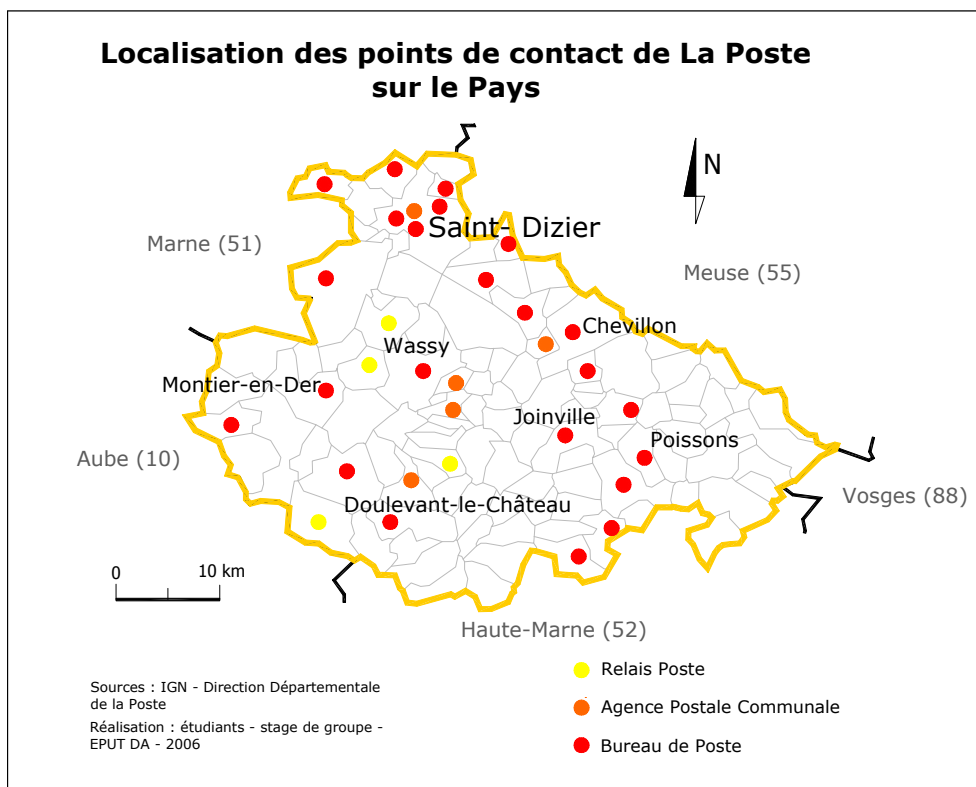 Localisation des points de contact de La Poste
sur le Pays
N
Saint- Dizier
Marne (51)
Meuse (55)
Chevillon
Wassy
Montier-en-Der
Joinville
Poissons
Aube (10)
Vosges (88)
Doulevant-le-Château
0 10 km
Haute-Marne (52)
Relais Poste
Agence Postale Communale
Bureau de Poste
Sources : IGN - Direction Départementale
de la Poste
Réalisation : étudiants - stage de groupe -
EPUT DA - 2006